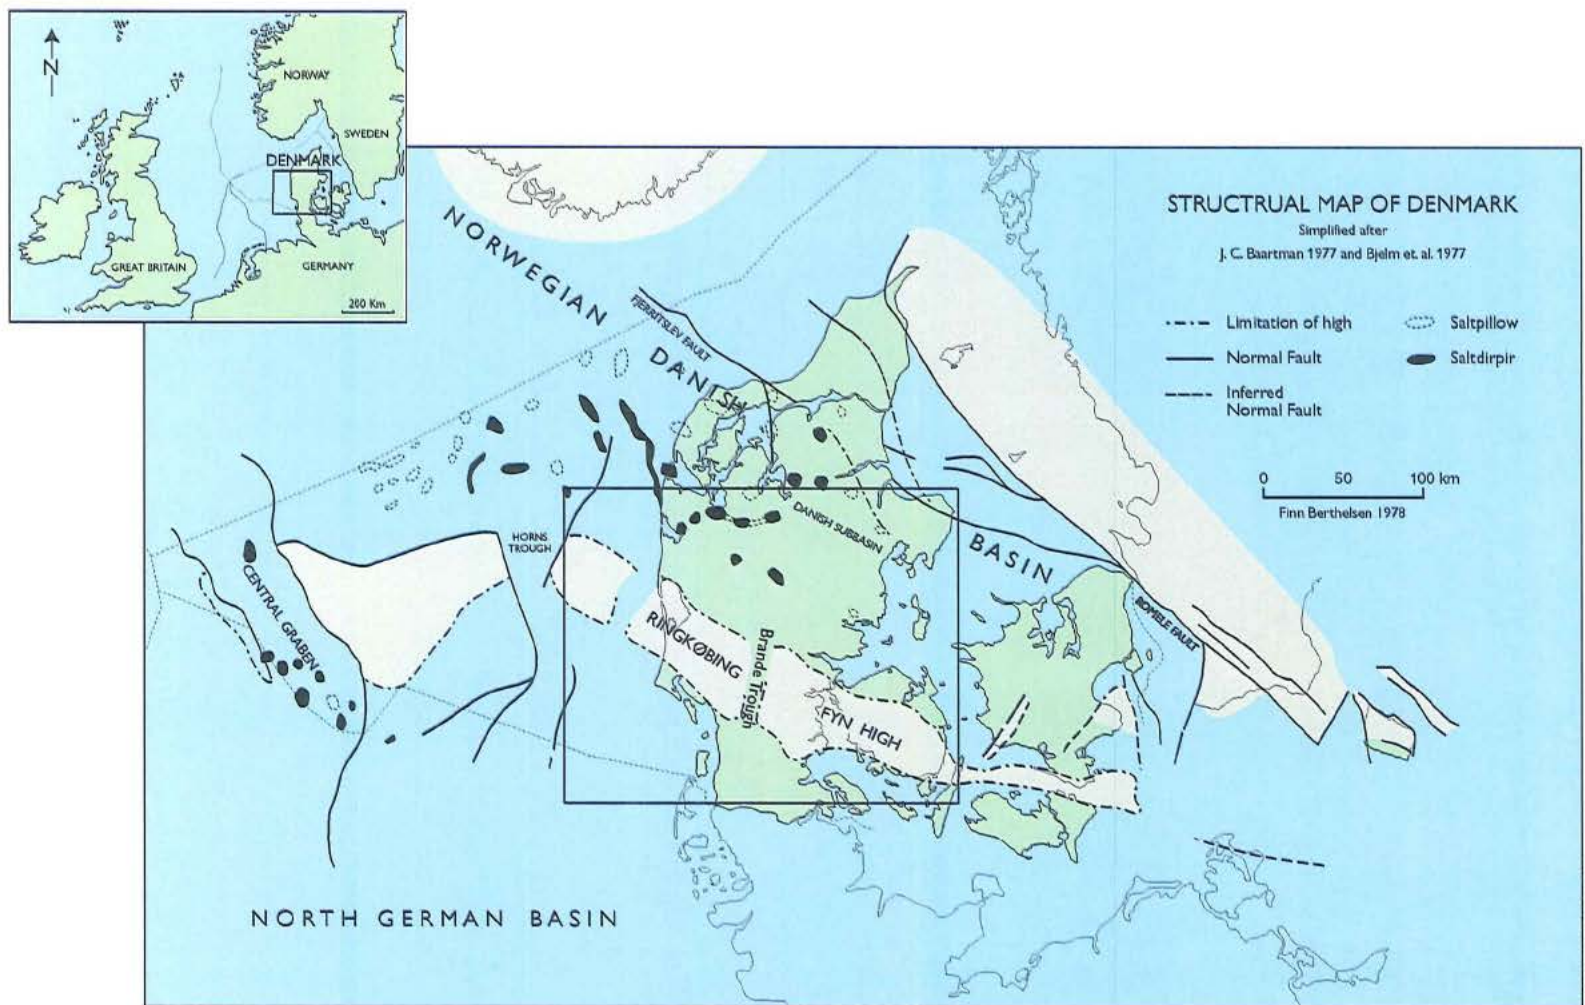 N
NORWAY
SWEDEN
DENMARK
GREAT BRITAIN
GERMANY
200 Km
STRUCTRUAL MAP OF DENMARK
Simplified after
J. C. Baartman 1977 and Bjelm et. al. 1977
Limitation of high
Normal Fault
Inferred
Normal Fault
Saltpillow
Saltdirpir
0 50 100 km
Finn Berthelsen 1978
NORWEGIAN
DANISH
BASIN
FJERRITSLEV FAULT
DANISH SUBBASIN
HORNS
TROUGH
CENTRAL GRABEN
RINGKØBING
Brande Trough
FYN HIGH
ROMELE FAULT
NORTH GERMAN BASIN